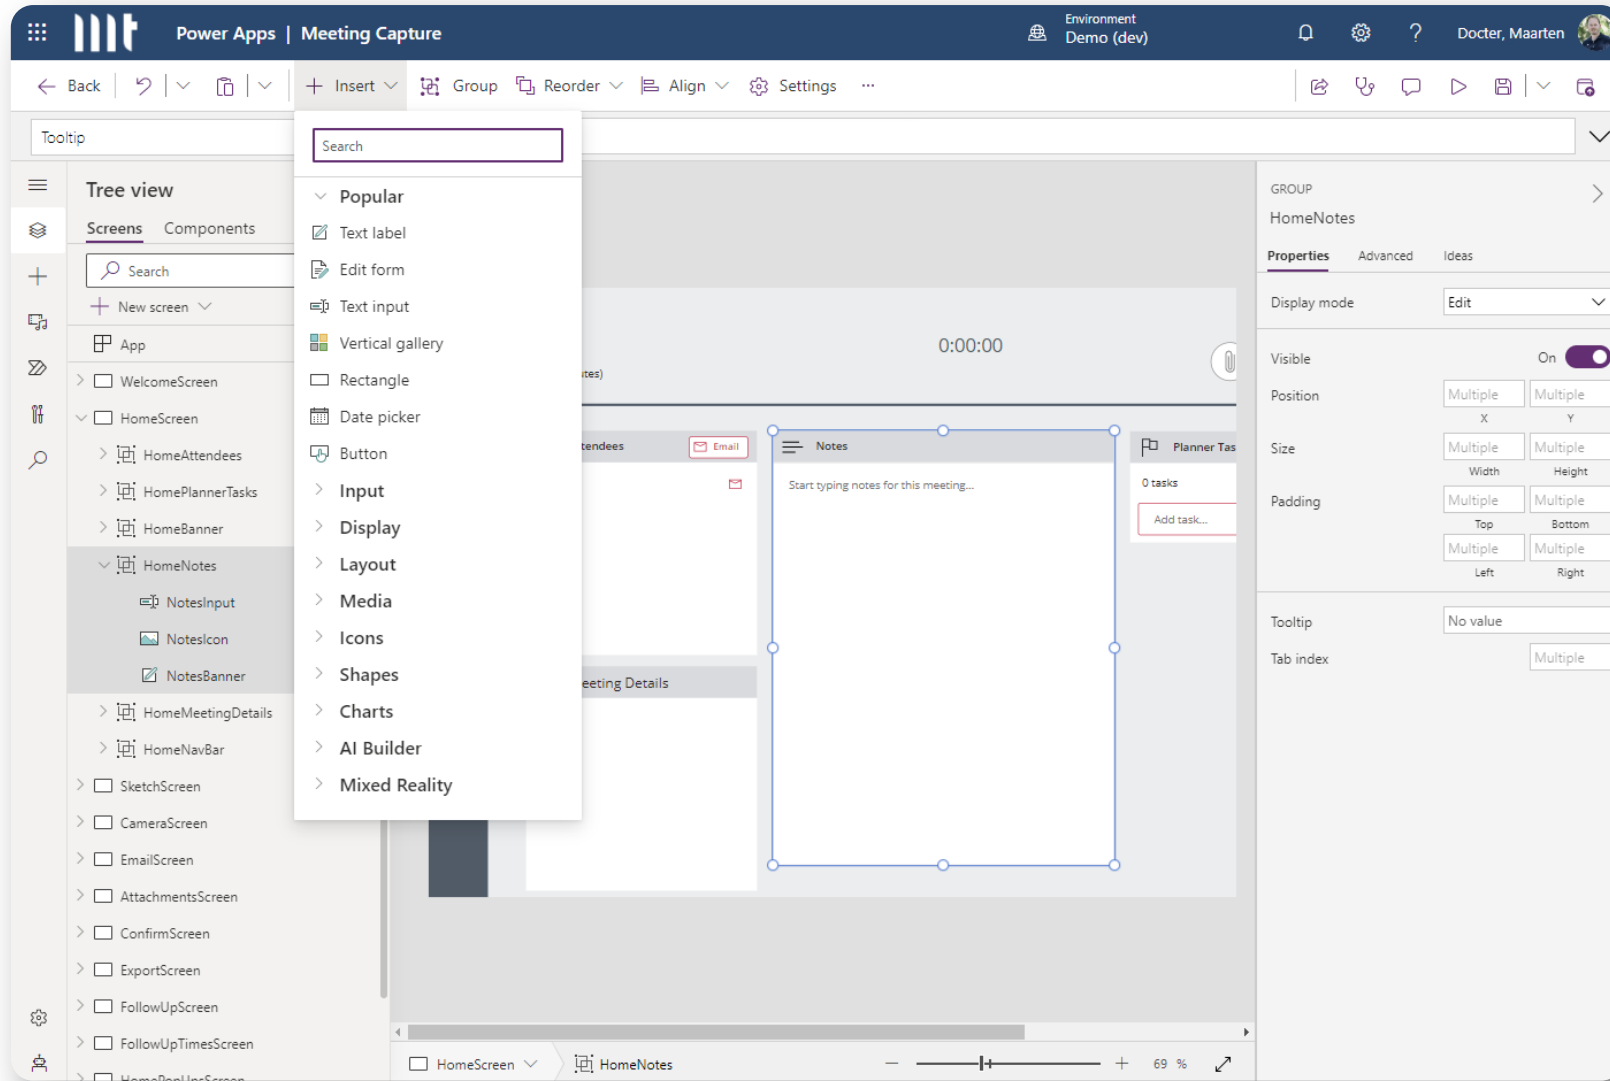 Power Apps | Meeting Capture
Environment
Demo (dev)
Docter, Maarten
Back
Insert
Group
Reorder
Align
Settings
Tooltip
Search
Tree view
Screens
Components
Search
New screen
App
WelcomeScreen
HomeScreen
HomeAttendees
HomePlannerTasks
HomeBanner
HomeNotes
NotesInput
NotesIcon
NotesBanner
HomeMeetingDetails
HomeNavBar
SketchScreen
CameraScreen
EmailScreen
AttachmentsScreen
ConfirmScreen
ExportScreen
FollowUpScreen
FollowUpTimesScreen
HomePopUpsScreen
Popular
Text label
Edit form
Text input
Vertical gallery
Rectangle
Date picker
Button
Input
Display
Layout
Media
Icons
Shapes
Charts
AI Builder
Mixed Reality
0:00:00
tes)
tendees
Email
Notes
Start typing notes for this meeting...
Planner Tas
0 tasks
Add task...
eeting Details
HomeScreen
HomeNotes
69 %
GROUP
HomeNotes
Properties
Advanced
Ideas
Display mode
Edit
Visible
On
Position
Multiple
Multiple
X
Y
Size
Multiple
Multiple
Width
Height
Padding
Multiple
Multiple
Top
Bottom
Multiple
Multiple
Left
Right
Tooltip
No value
Tab index
Multiple